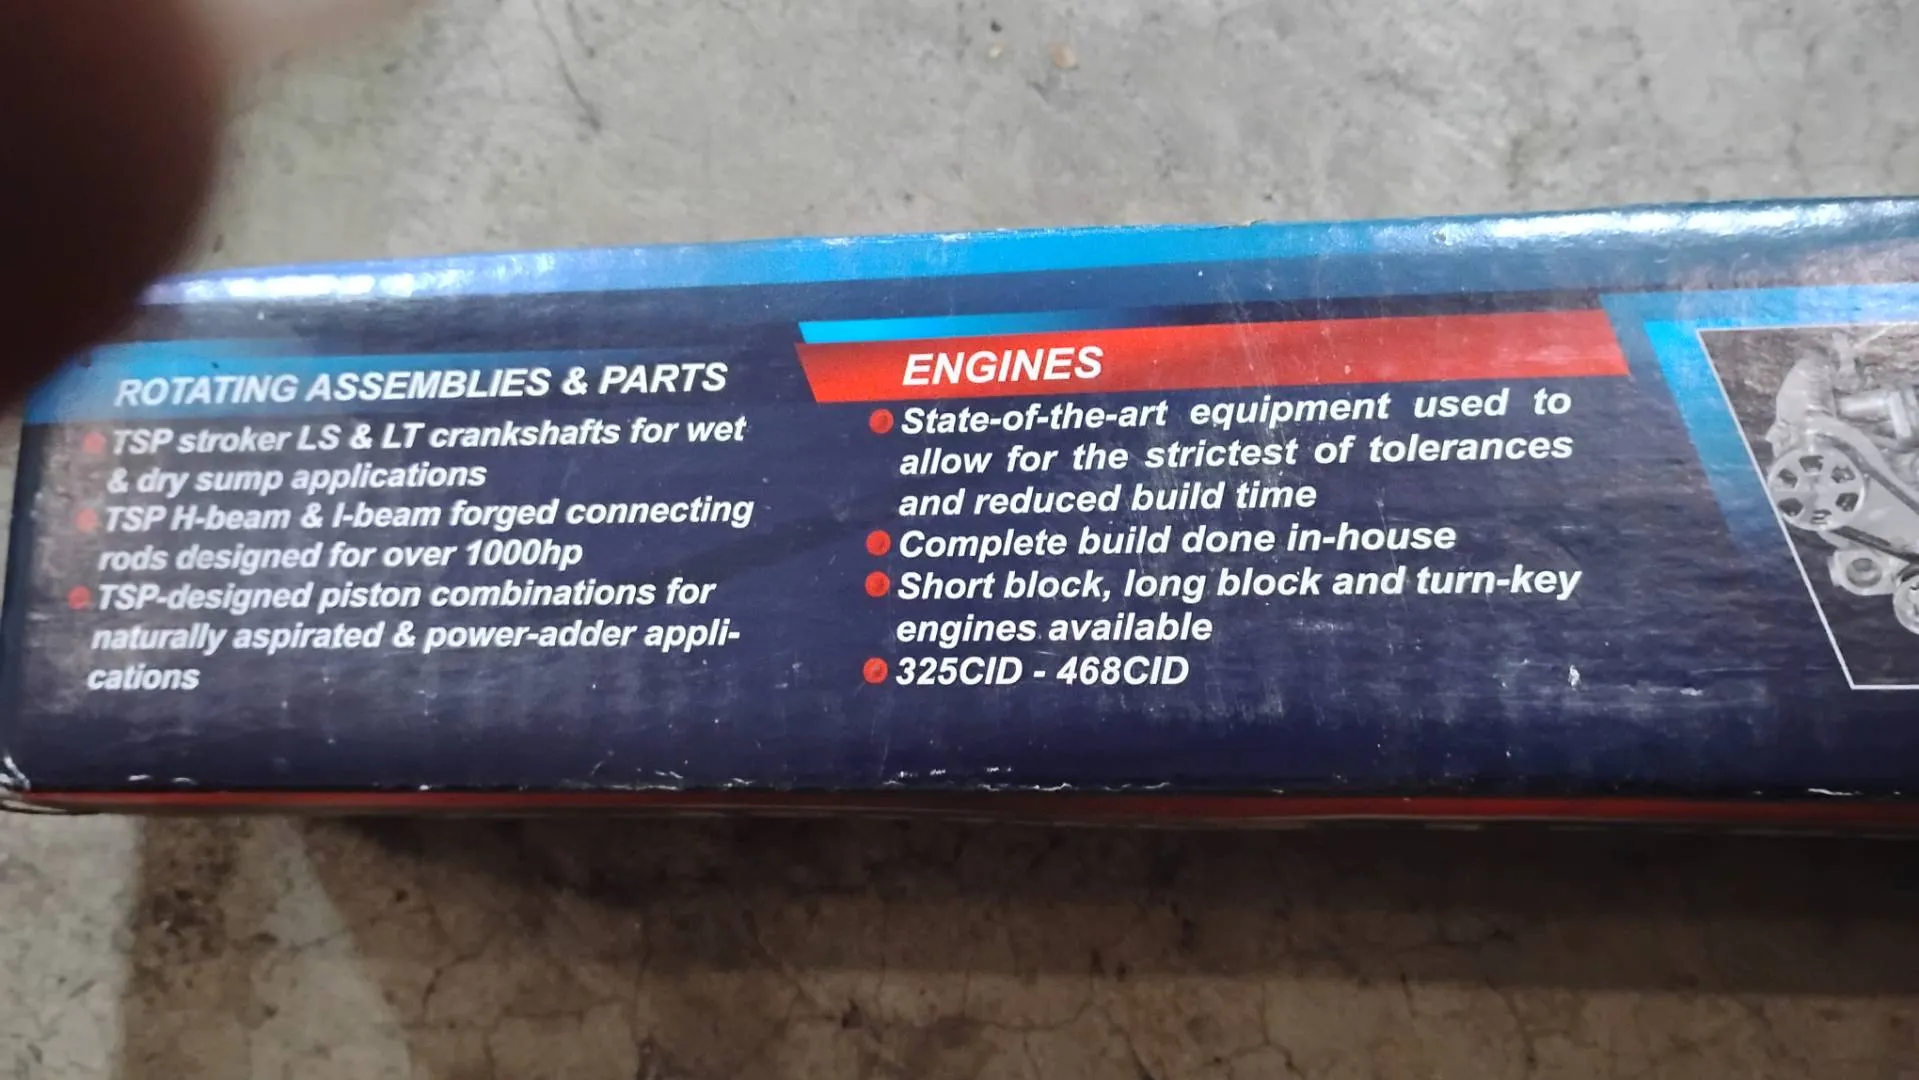 ROTATING ASSEMBLIES & PARTS
TSP stroker LS & LT crankshafts for wet
& dry sump applications
TSP H-beam & I-beam forged connecting
rods designed for over 1000hp
TSP-designed piston combinations for
naturally aspirated & power-adder appli-
cations
ENGINES
State-of-the-art equipment used to
allow for the strictest of tolerances
and reduced build time
Complete build done in-house
Short block, long block and turn-key
engines available
325CID - 468CID